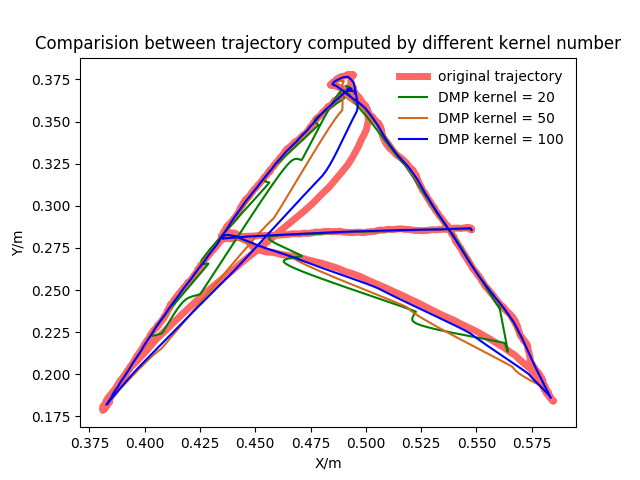 Comparision between trajectory computed by different kernel number
original trajectory
DMP kernel = 20
DMP kernel = 50
DMP kernel = 100
Y/m
0.375
0.350
0.325
0.300
0.275
0.250
0.225
0.200
0.175
0.375 0.400 0.425 0.450 0.475 0.500 0.525 0.550 0.575
X/m